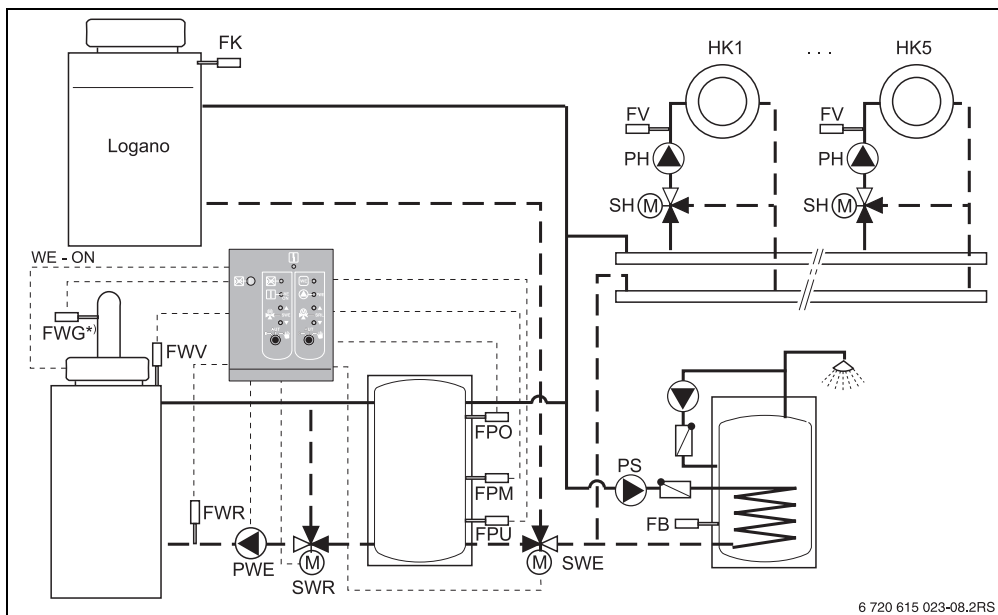 FK
HK1 . . . HK5
Logano
FV
FV
PH
PH
SH M
SH M
WE - ON
FWG*)
FWV
FPO
FPM
FPU
PS
FB
FWR
PWE
M
SWR
M
SWE
6 720 615 023-08.2RS